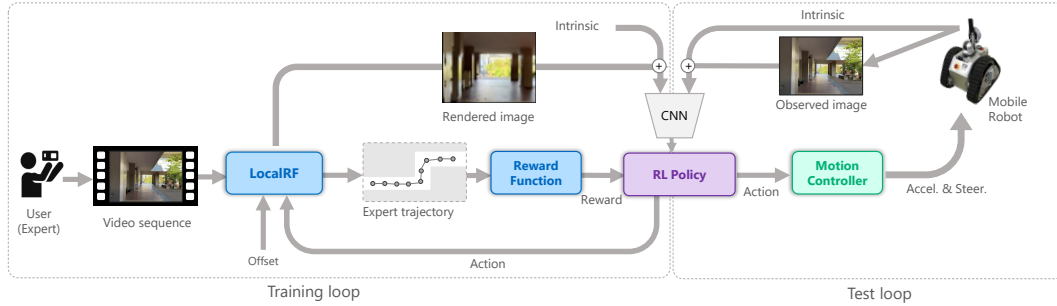 Intrinsic
Intrinsic
Rendered image
CNN
Observed image
Mobile
Robot
LocalRF
Reward
Function
RL Policy
Motion
Controller
User
(Expert)
Video sequence
Expert trajectory
Reward
Action
Accel. & Steer.
Offset
Action
Training loop
Test loop